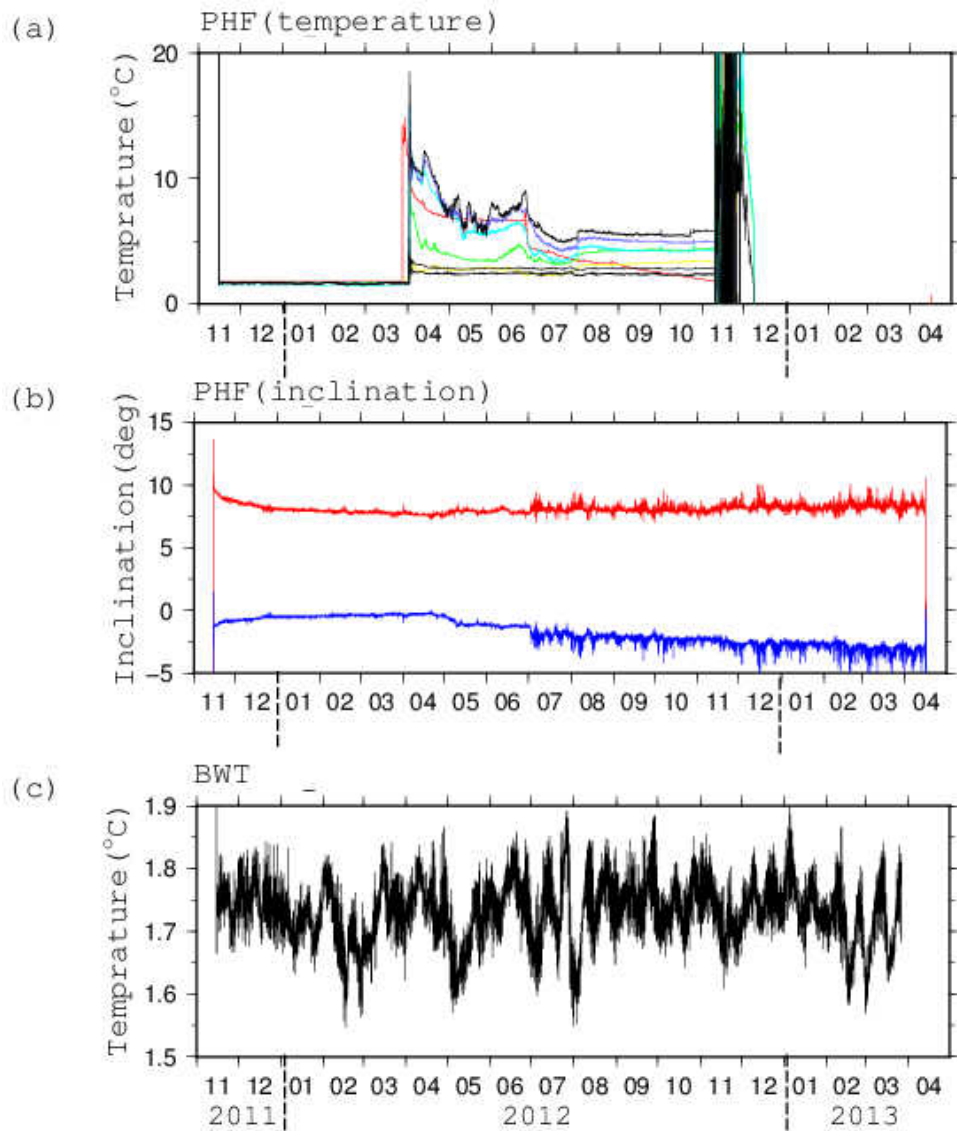 (a)
PHF(temperature)
Temprature(°C)
20
10
0
11 12 01 02 03 04 05 06 07 08 09 10 11 12 01 02 03 04
(b)
PHF(inclination)
Inclination(deg)
15
10
5
0
−5
11 12 01 02 03 04 05 06 07 08 09 10 11 12 01 02 03 04
(c)
BWT
Temprature(°C)
1.9
1.8
1.7
1.6
1.5
11 12 01 02 03 04 05 06 07 08 09 10 11 12 01 02 03 04
2011 2012 2013